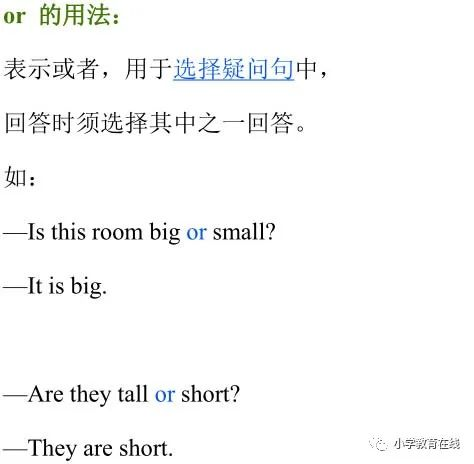 or 的用法：
表示或者，用于选择疑问句中，
回答时须选择其中之一回答。
如：
—Is this room big or small?
—It is big.
—Are they tall or short?
—They are short.
小学教育在线